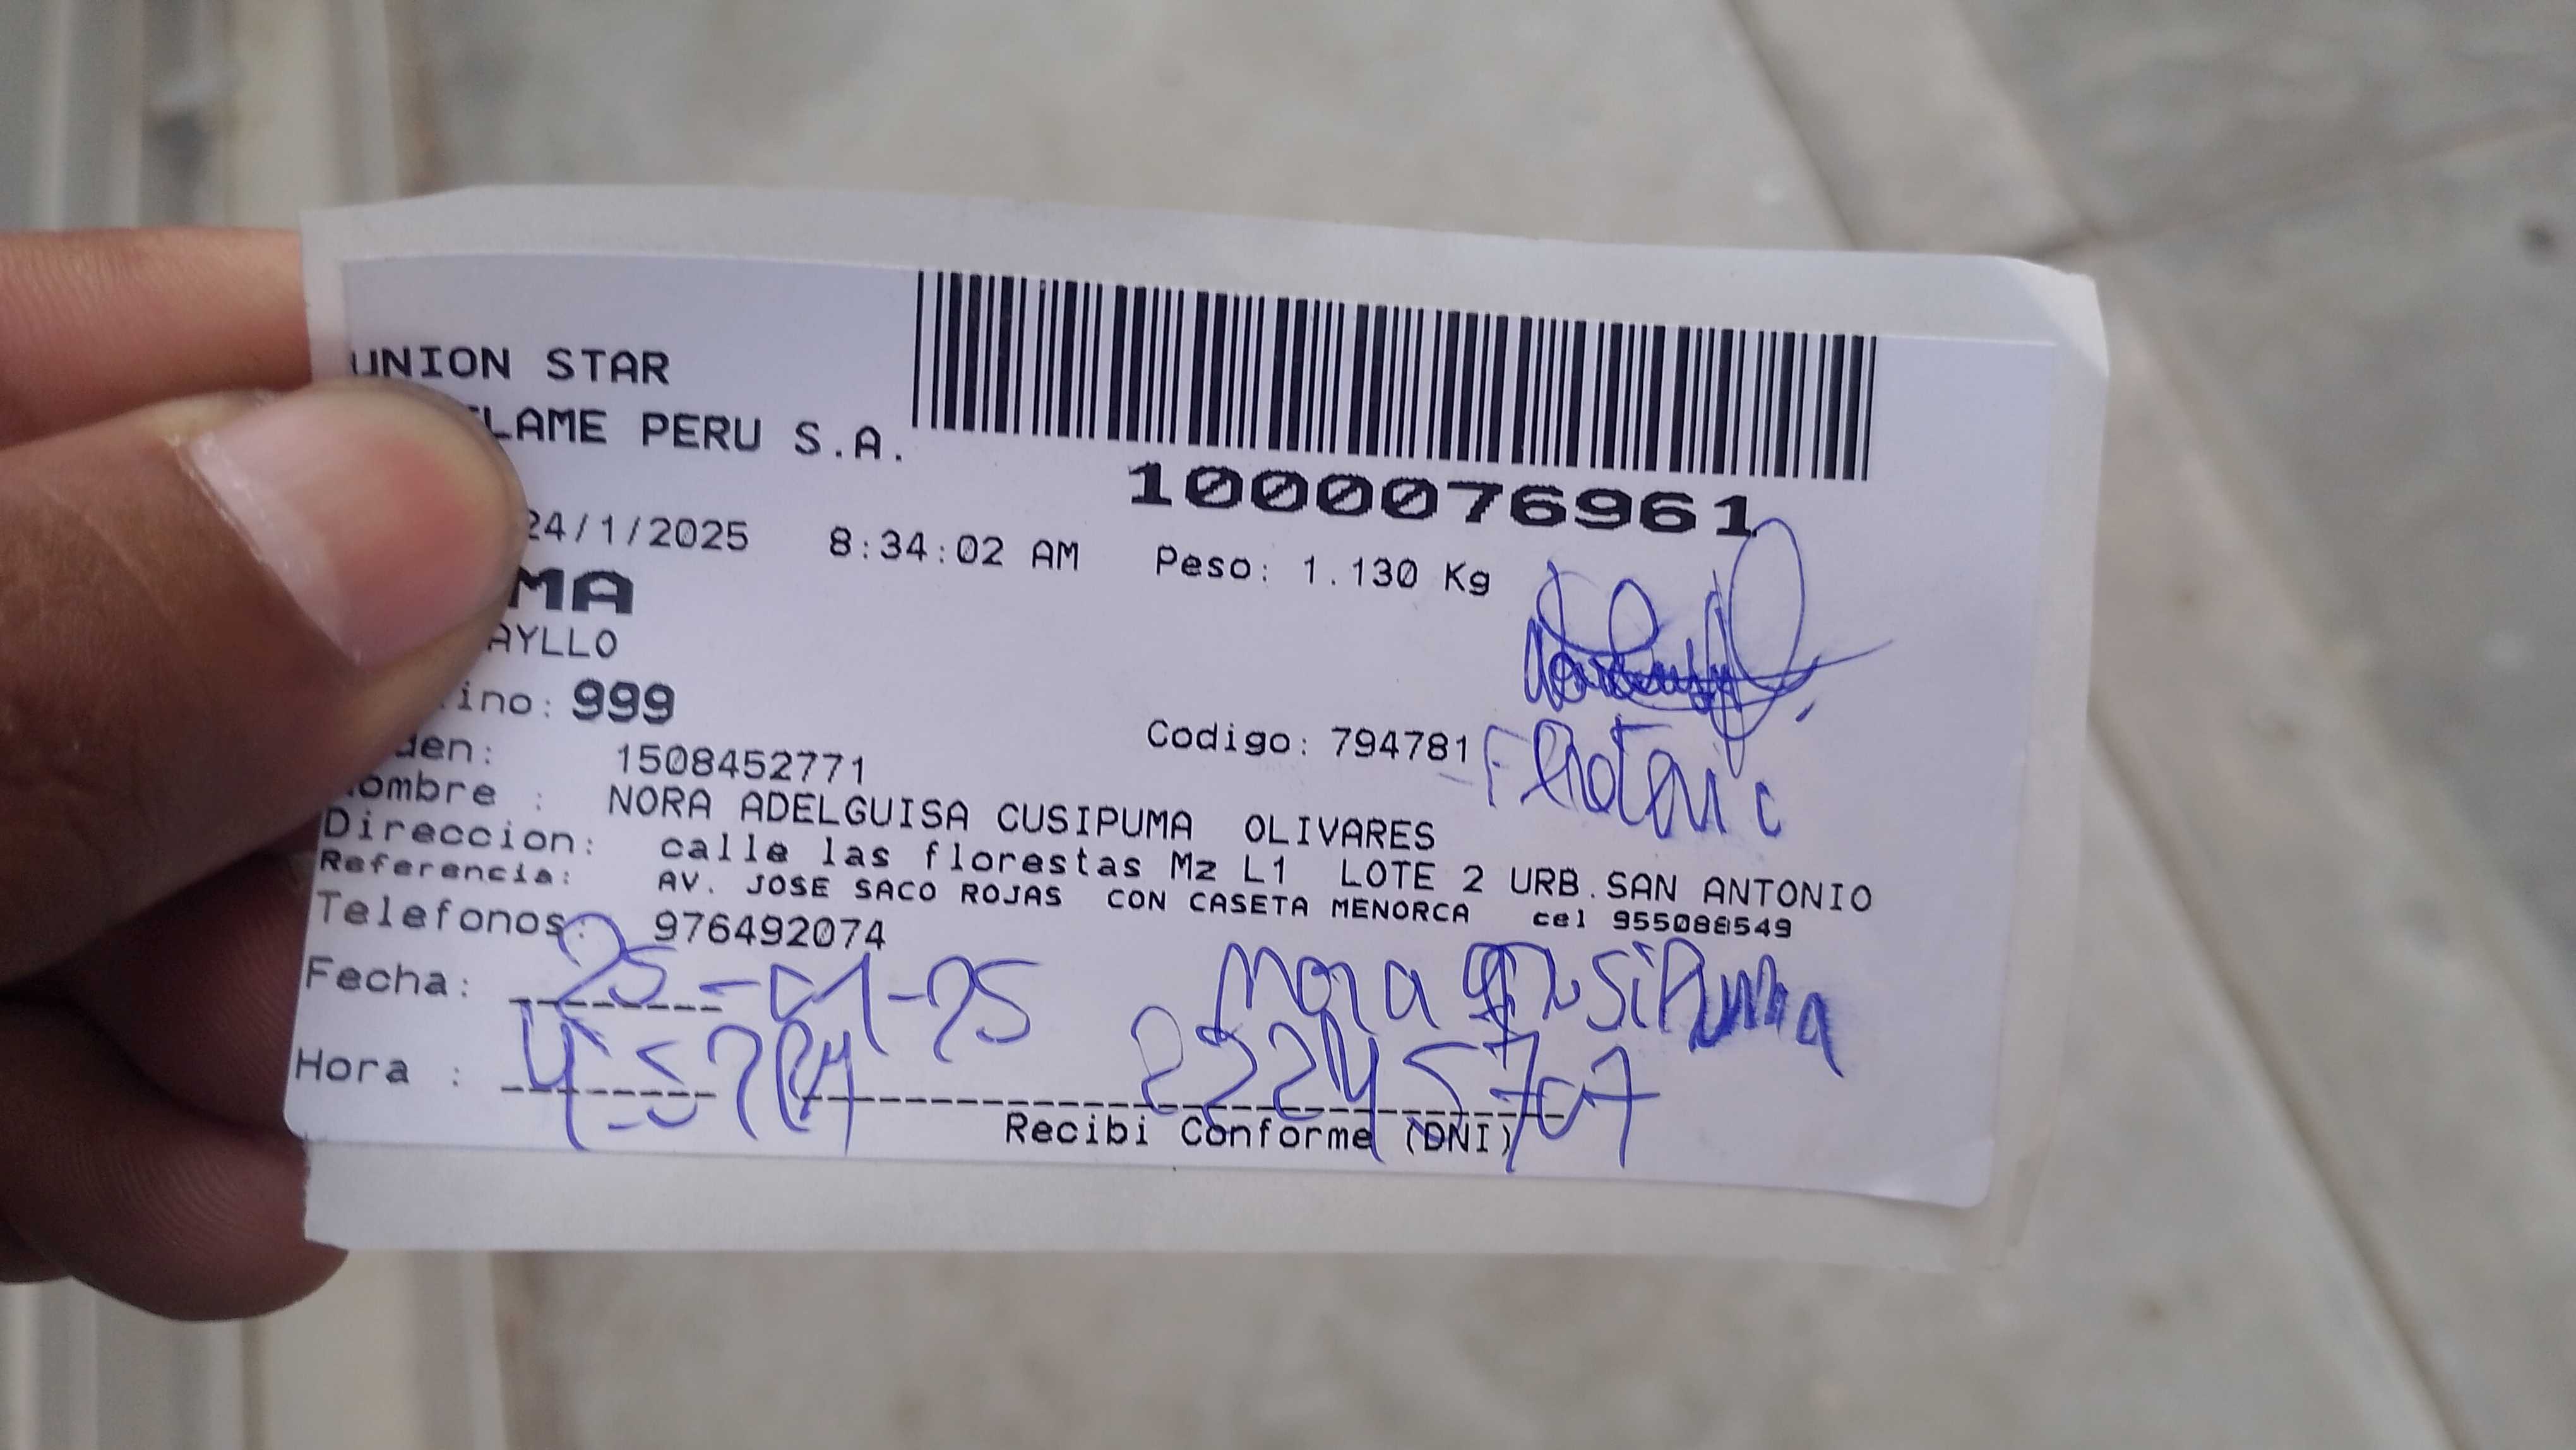 UNION STAR
LAME PERU S.A.
1000076961
24/1/2025 8:34:02 AM Peso: 1.130 Kg
MA
AYLLO
ino: 999
den: 1508452771 Codigo: 794781
ombre : NORA ADELGUISA CUSIPUMA OLIVARES
Direccion: calle las florestas Mz L1 LOTE 2 URB.SAN ANTONIO
Referencia: AV. JOSE SACO ROJAS CON CASETA MENORCA cel 955088549
Telefonos: 976492074
Fecha: 25-01-25 Nora CusiPuma
Hora :
Recibi Conforme (DNI)